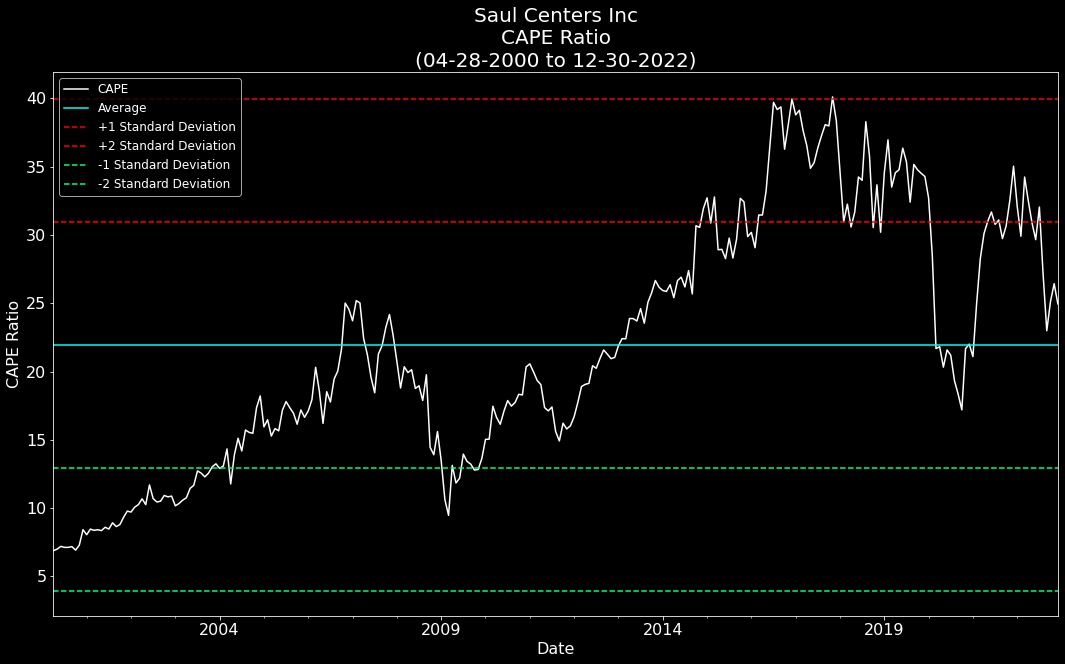 Saul Centers Inc
CAPE Ratio
(04-28-2000 to 12-30-2022)
CAPE
Average
+1 Standard Deviation
+2 Standard Deviation
-1 Standard Deviation
-2 Standard Deviation
40
35
30
25
20
15
10
5
CAPE Ratio
2004 2009 2014 2019
Date